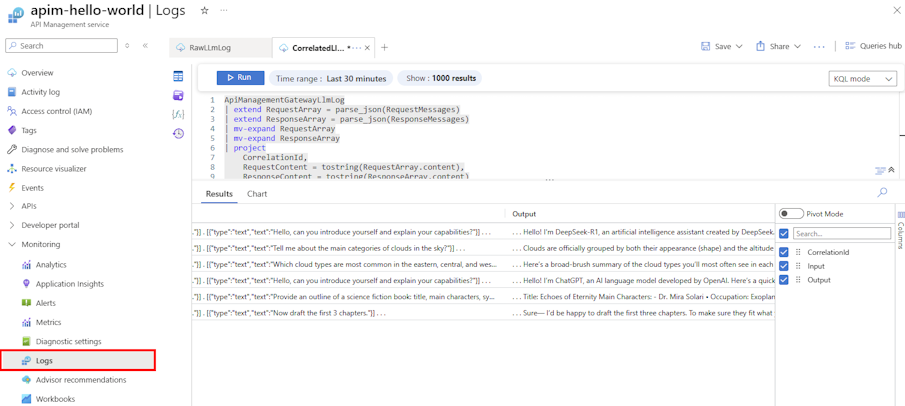 apim-hello-world | Logs
API Management service
Search
RawLLmLog
CorrelatedLl... *
Save
Share
Queries hub
Overview
Activity log
Access control (IAM)
Tags
Diagnose and solve problems
Resource visualizer
Events
APIs
Developer portal
Monitoring
Analytics
Application Insights
Alerts
Metrics
Diagnostic settings
Logs
Advisor recommendations
Workbooks
Run
Time range : Last 30 minutes
Show : 1000 results
KQL mode
1 ApiManagementGatewayLlmLog
2 | extend RequestArray = parse_json(RequestMessages)
3 | extend ResponseArray = parse_json(ResponseMessages)
4 | mv-expand RequestArray
5 | mv-expand ResponseArray
6 | project
7 CorrelationId,
8 RequestContent = tostring(RequestArray.content),
9 ResponseContent = tostring(ResponseArray.content)
Results
Chart
Output
."}] . [{"type":"text","text":"Hello, can you introduce yourself and explain your capabilities?"}] ... ... Hello! I'm DeepSeek-R1, an artificial intelligence assistant created by DeepSeek.
."}] . [{"type":"text","text":"Tell me about the main categories of clouds in the sky?"}] ... ... Clouds are officially grouped by both their appearance (shape) and the altitude
."}] . [{"type":"text","text":"Which cloud types are most common in the eastern, central, and wes... ... Here's a broad-brush summary of the cloud types you'll most often see in each
."}] . [{"type":"text","text":"Hello, can you introduce yourself and explain your capabilities?"}] ... ... Hello! I'm ChatGPT, an AI language model developed by OpenAI. Here's a quick
."}] . [{"type":"text","text":"Provide an outline of a science fiction book: title, main characters, sy... ... Title: Echoes of Eternity Main Characters: - Dr. Mira Solari • Occupation: Exoplan
."}] . [{"type":"text","text":"Now draft the first 3 chapters."}] ... ... Sure— I'd be happy to draft the first three chapters. To make sure they fit what
Pivot Mode
Search...
CorrelationId
Input
Output
Columns